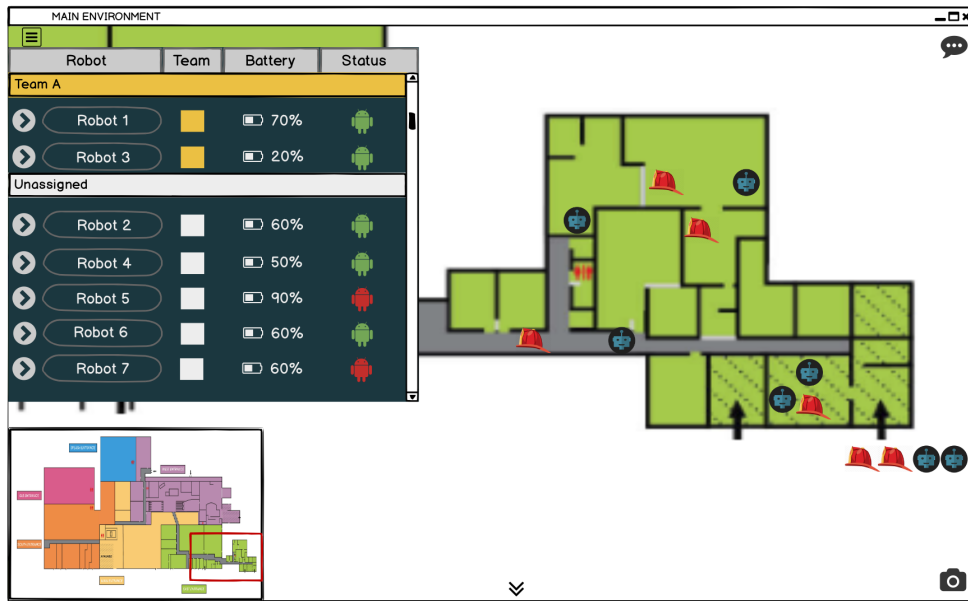 MAIN ENVIRONMENT
Robot Team Battery Status
Team A
Robot 1 70%
Robot 3 20%
Unassigned
Robot 2 60%
Robot 4 50%
Robot 5 90%
Robot 6 60%
Robot 7 60%